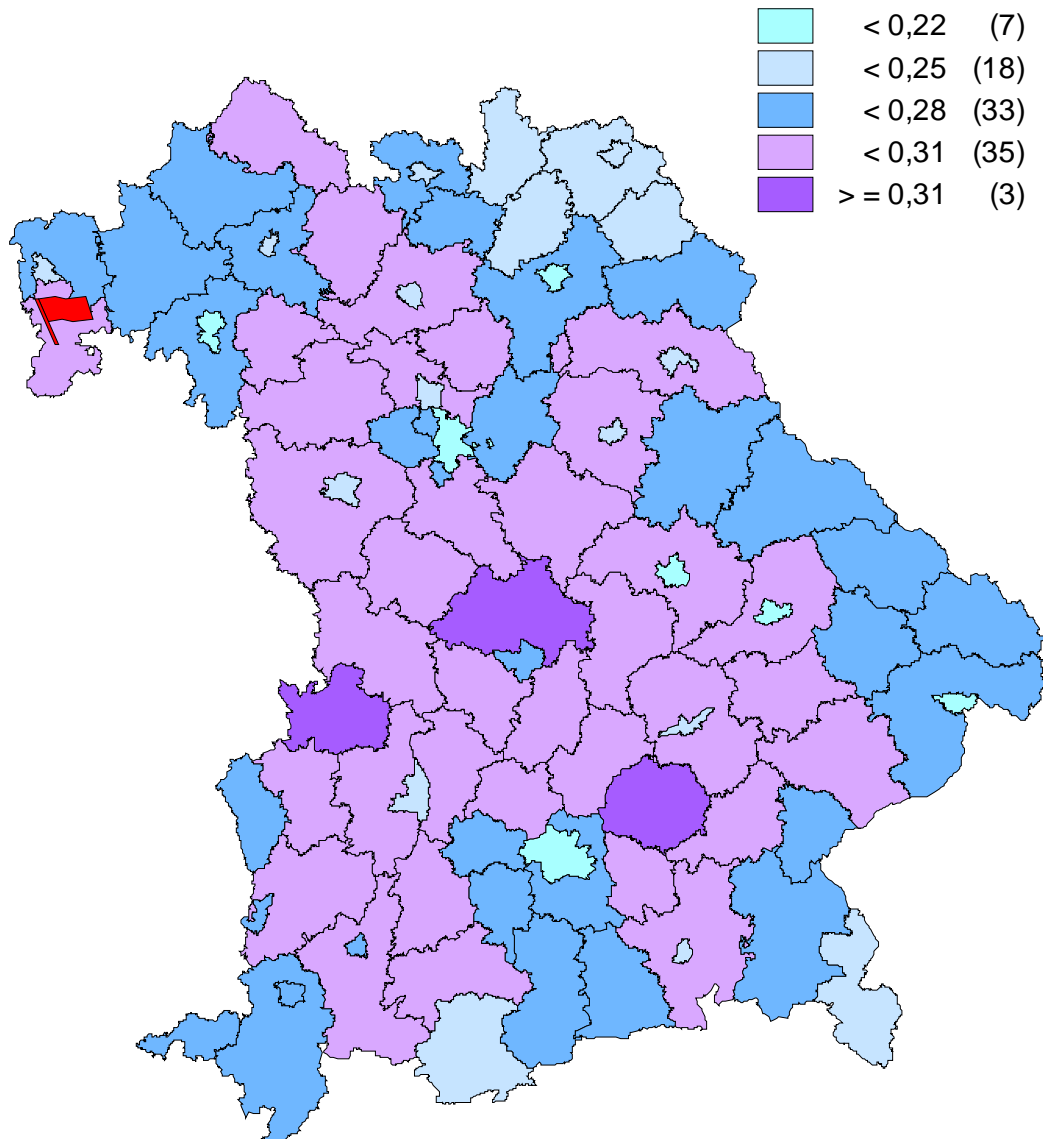 < 0,22 (7)
< 0,25 (18)
< 0,28 (33)
< 0,31 (35)
> = 0,31 (3)